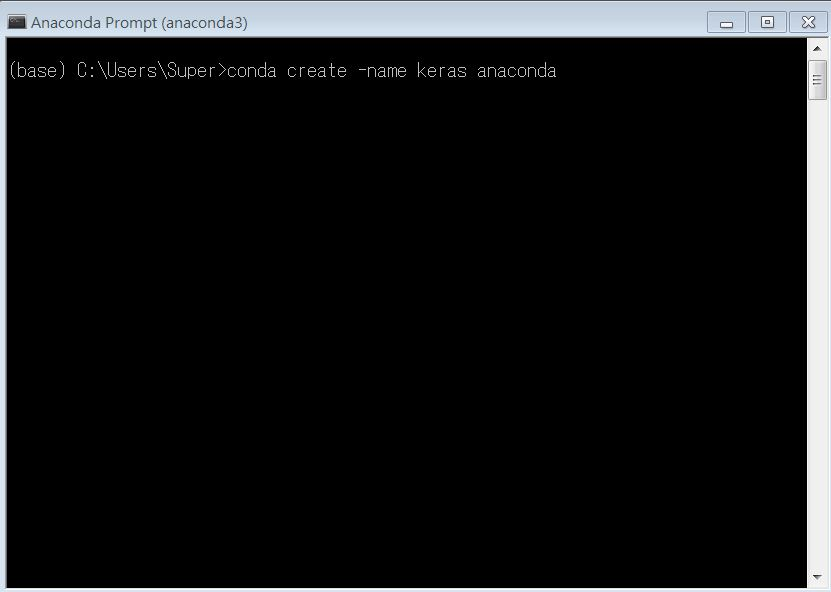 Anaconda Prompt (anaconda3)
(base) C:\Users\Super>conda create -name keras anaconda